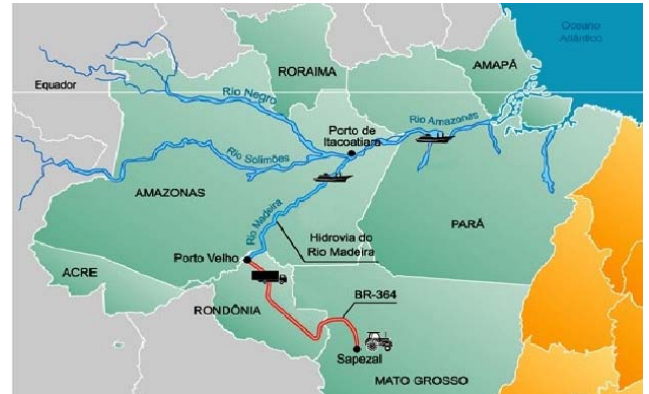 Oceano
Atlântico
AMAPÁ
RORAIMA
Equador
Rio Negro
Rio Amazonas
Porto de
Itacoatiara
Rio Solimões
AMAZONAS
Rio Madeira
PARÁ
Hidrovia do
Rio Madeira
Porto Velho
ACRE
BR-364
RONDÔNIA
Sapezal
MATO GROSSO